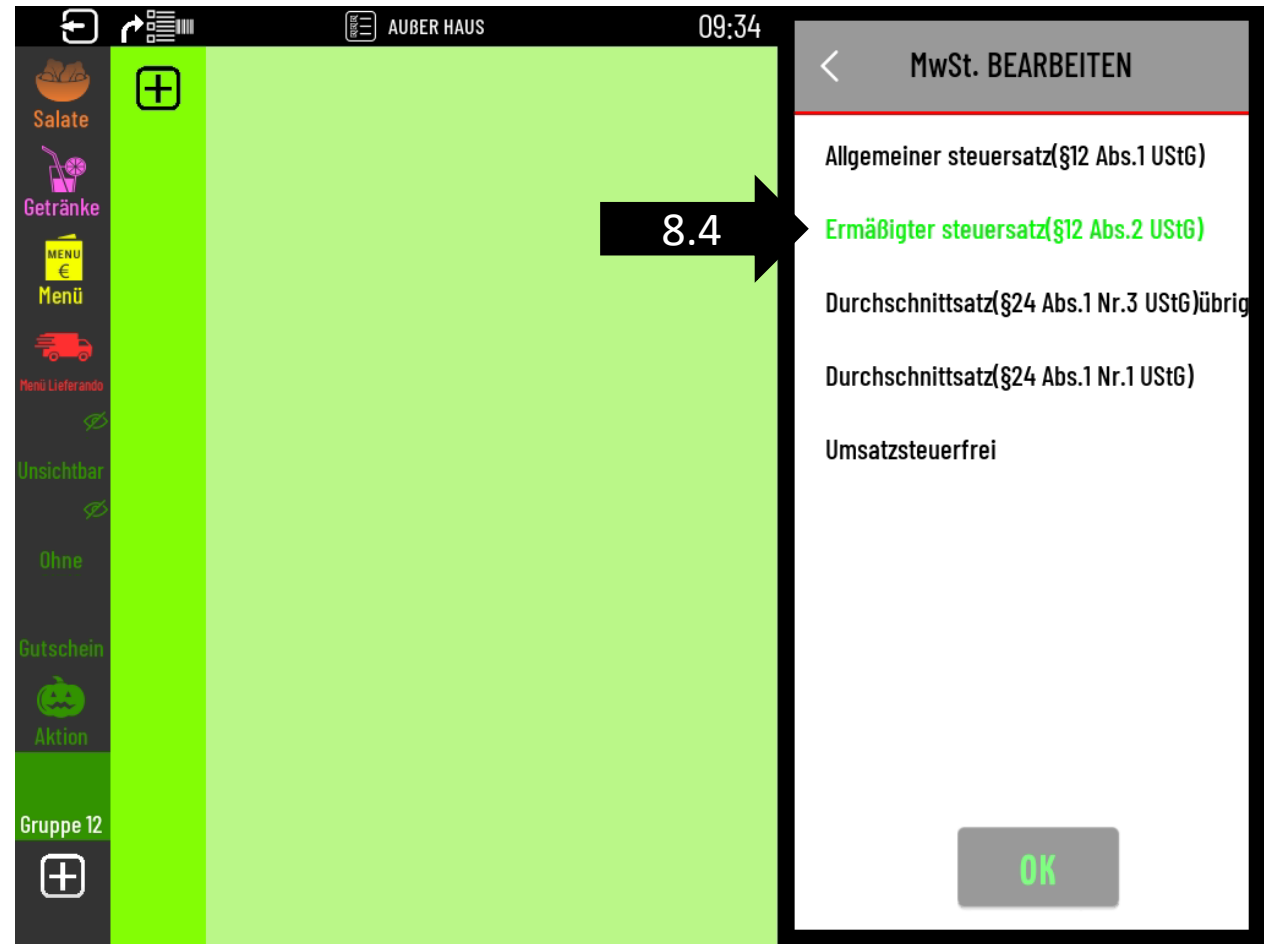 AUßER HAUS
09:34
Salate
Getränke
MENU
€
Menü
Menü Lieferando
Unsichtbar
Ohne
Gutschein
Aktion
Gruppe 12
8.4
MwSt. BEARBEITEN
Allgemeiner steuersatz(§12 Abs.1 UStG)
Ermäßigter steuersatz(§12 Abs.2 UStG)
Durchschnittsatz(§24 Abs.1 Nr.3 UStG)übrig
Durchschnittsatz(§24 Abs.1 Nr.1 UStG)
Umsatzsteuerfrei
OK